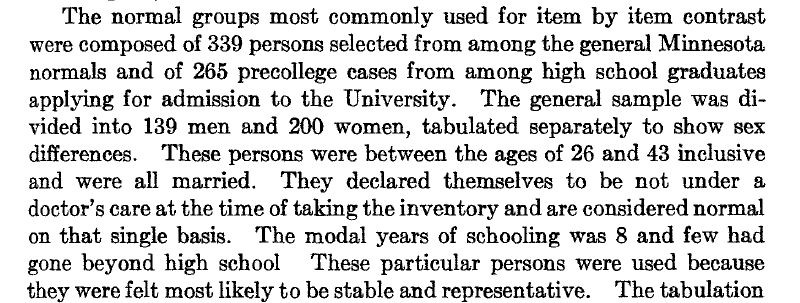 The normal groups most commonly used for item by item contrast
were composed of 339 persons selected from among the general Minnesota
normals and of 265 precollege cases from among high school graduates
applying for admission to the University. The general sample was di-
vided into 139 men and 200 women, tabulated separately to show sex
differences. These persons were between the ages of 26 and 43 inclusive
and were all married. They declared themselves to be not under a
doctor's care at the time of taking the inventory and are considered normal
on that single basis. The modal years of schooling was 8 and few had
gone beyond high school These particular persons were used because
they were felt most likely to be stable and representative. The tabulation